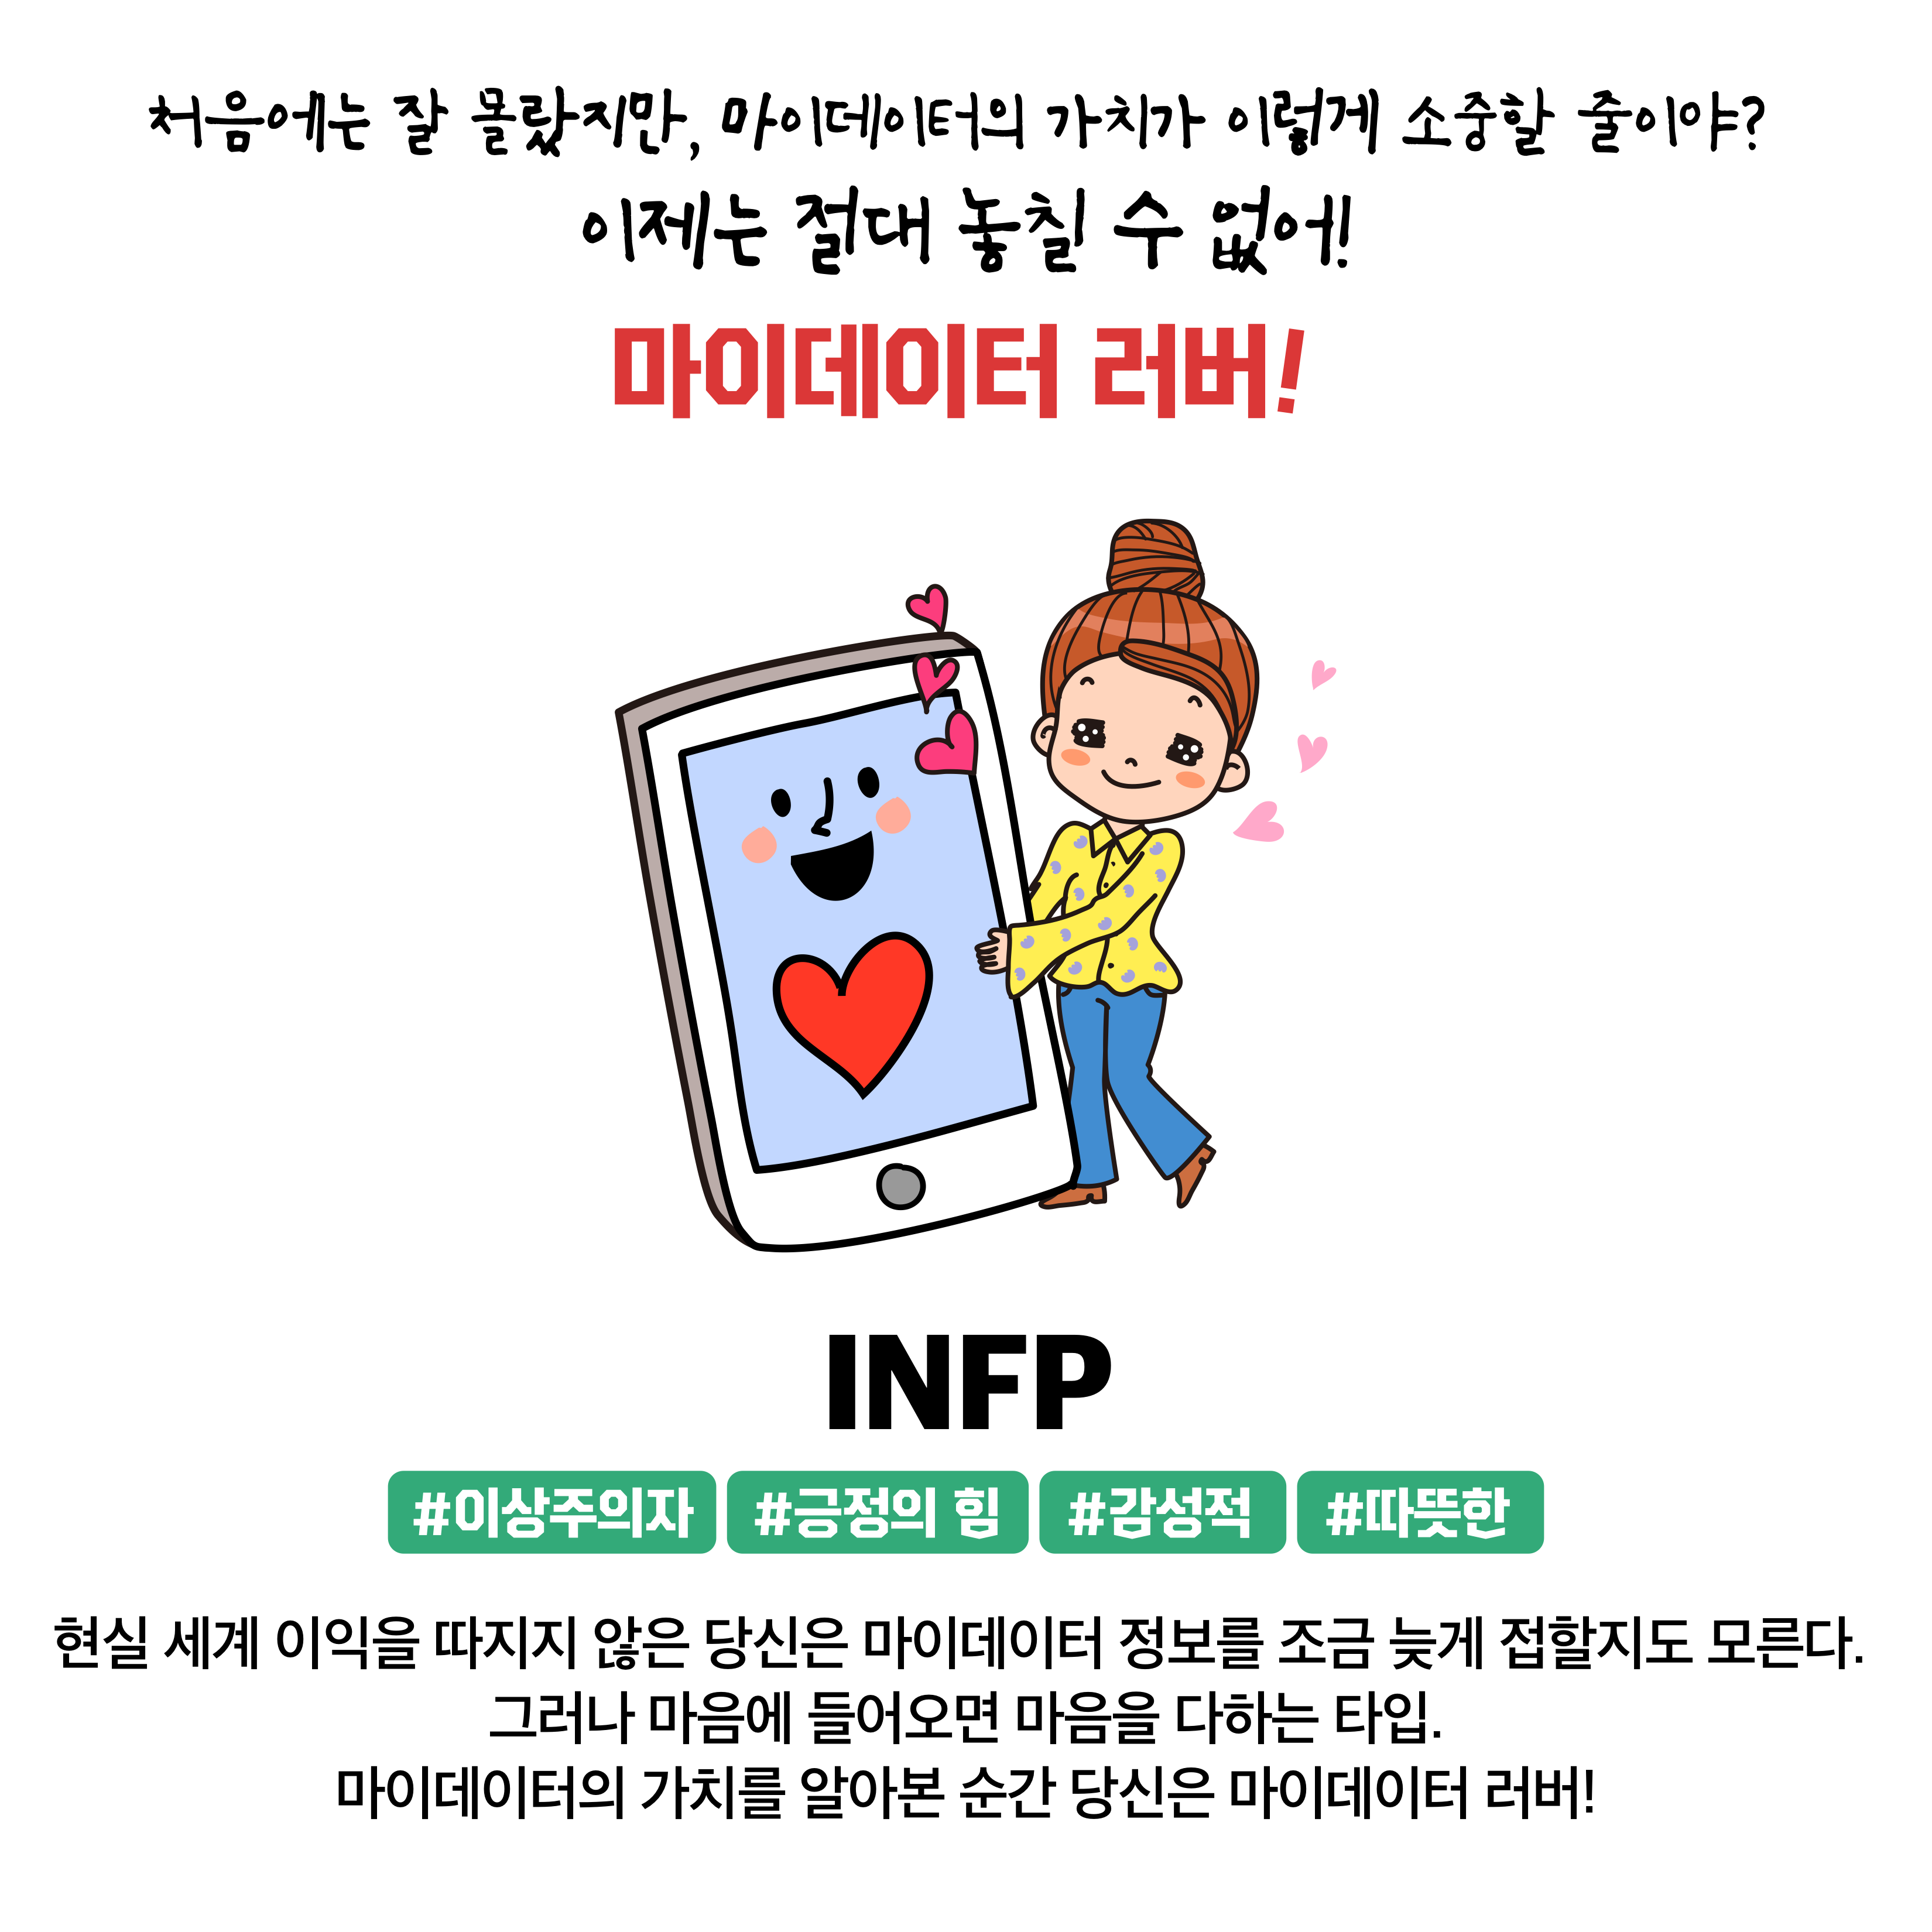 처음에는 잘 몰랐지만, 마이데이터의 가치가 이렇게 소중할 줄이야?
이제는 절대 놓칠 수 없어!
마이데이터 러버!
INFP
#이상주의자 #긍정의 힘 #감성적 #따뜻한
현실 세계 이익을 따지지 않은 당신은 마이데이터 정보를 조금 늦게 접할지도 모른다.
그러나 마음에 들어오면 마음을 다하는 타입.
마이데이터의 가치를 알아본 순간 당신은 마이데이터 러버!